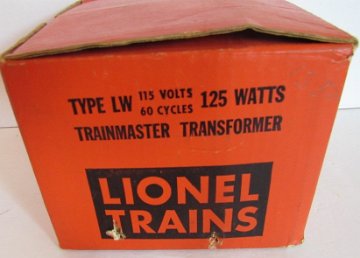 TYPE LW 115 VOLTS 60 CYCLES 125 WATTS
TRAINMASTER TRANSFORMER
LIONEL
TRAINS